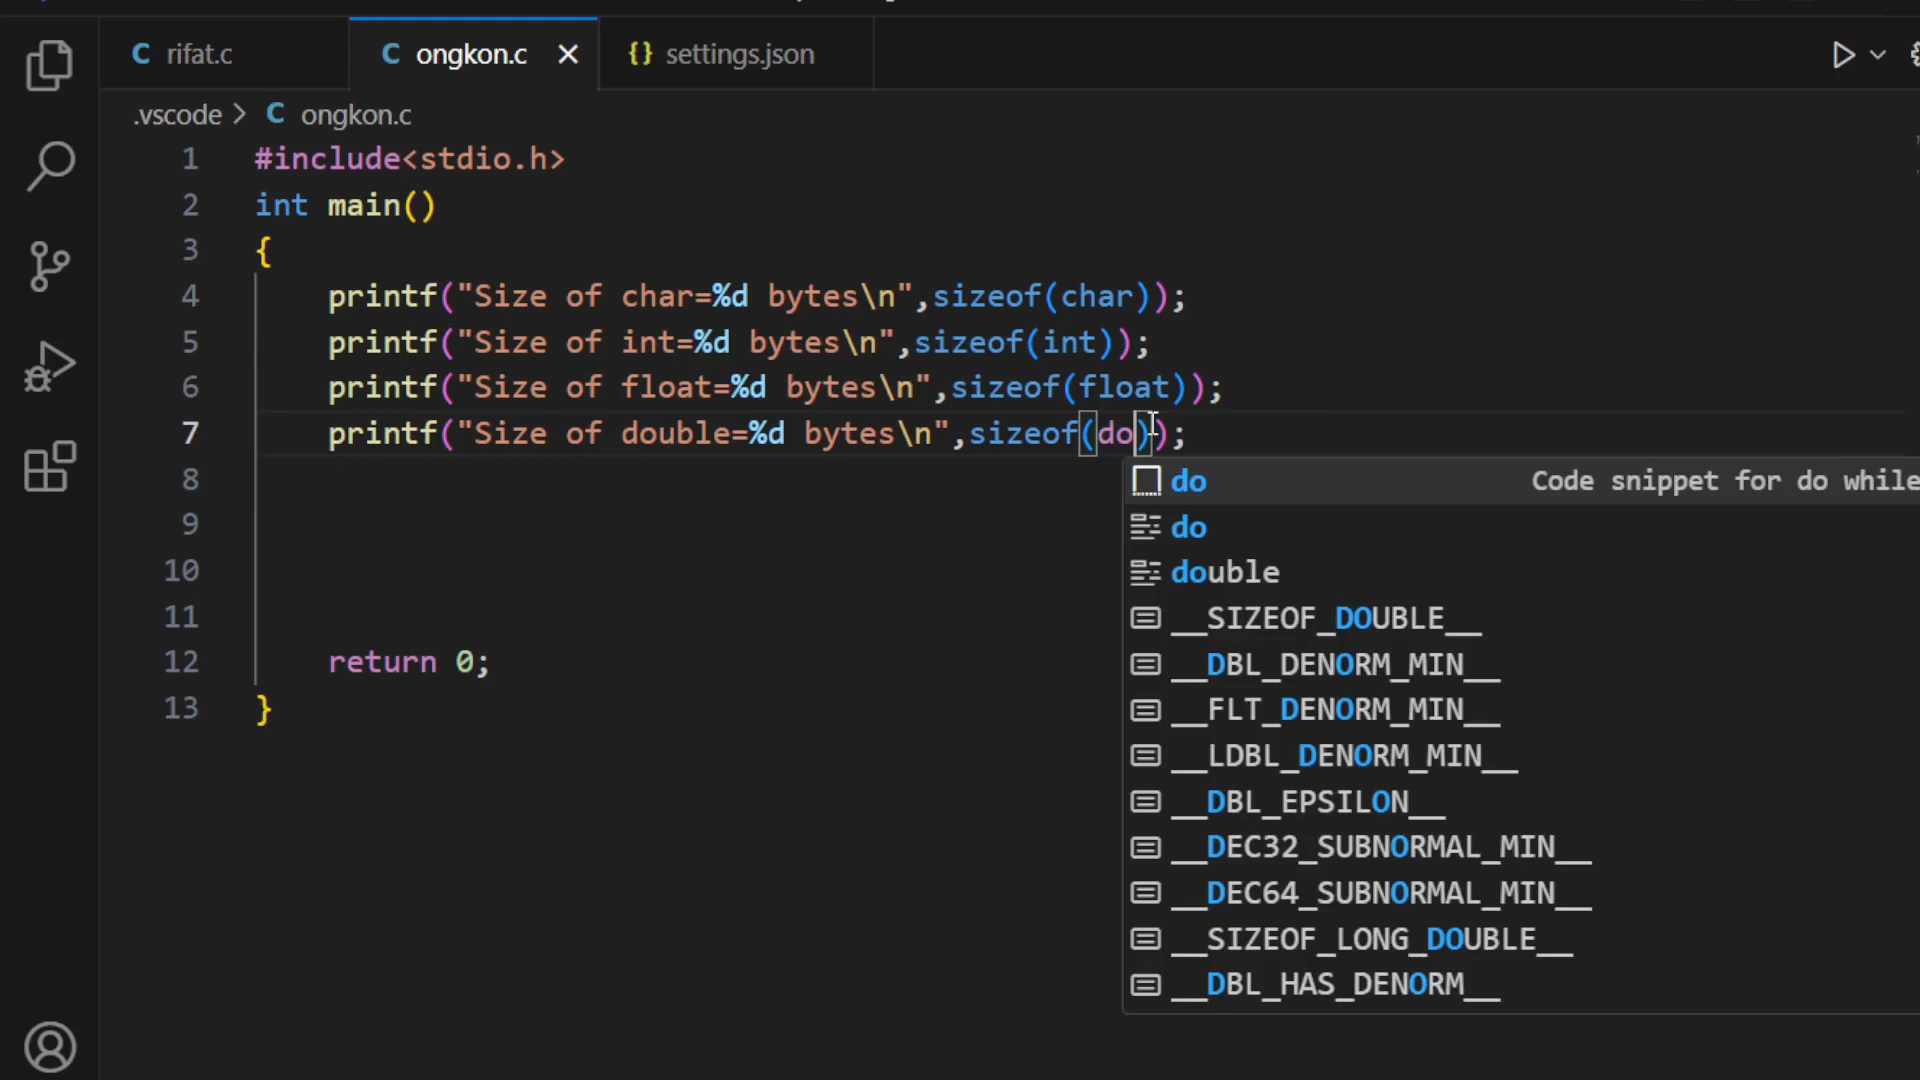 rifat.c
ongkon.c
settings.json
.vscode > ongkon.c
1 #include<stdio.h>
2 int main()
3 {
4 printf("Size of char=%d bytes\n",sizeof(char));
5 printf("Size of int=%d bytes\n",sizeof(int));
6 printf("Size of float=%d bytes\n",sizeof(float));
7 printf("Size of double=%d bytes\n",sizeof(do));
8
9
10
11
12 return 0;
13 }
do Code snippet for do while
do
double
__SIZEOF_DOUBLE__
__DBL_DENORM_MIN__
__FLT_DENORM_MIN__
__LDBL_DENORM_MIN__
__DBL_EPSILON__
__DEC32_SUBNORMAL_MIN__
__DEC64_SUBNORMAL_MIN__
__SIZEOF_LONG_DOUBLE__
__DBL_HAS_DENORM__